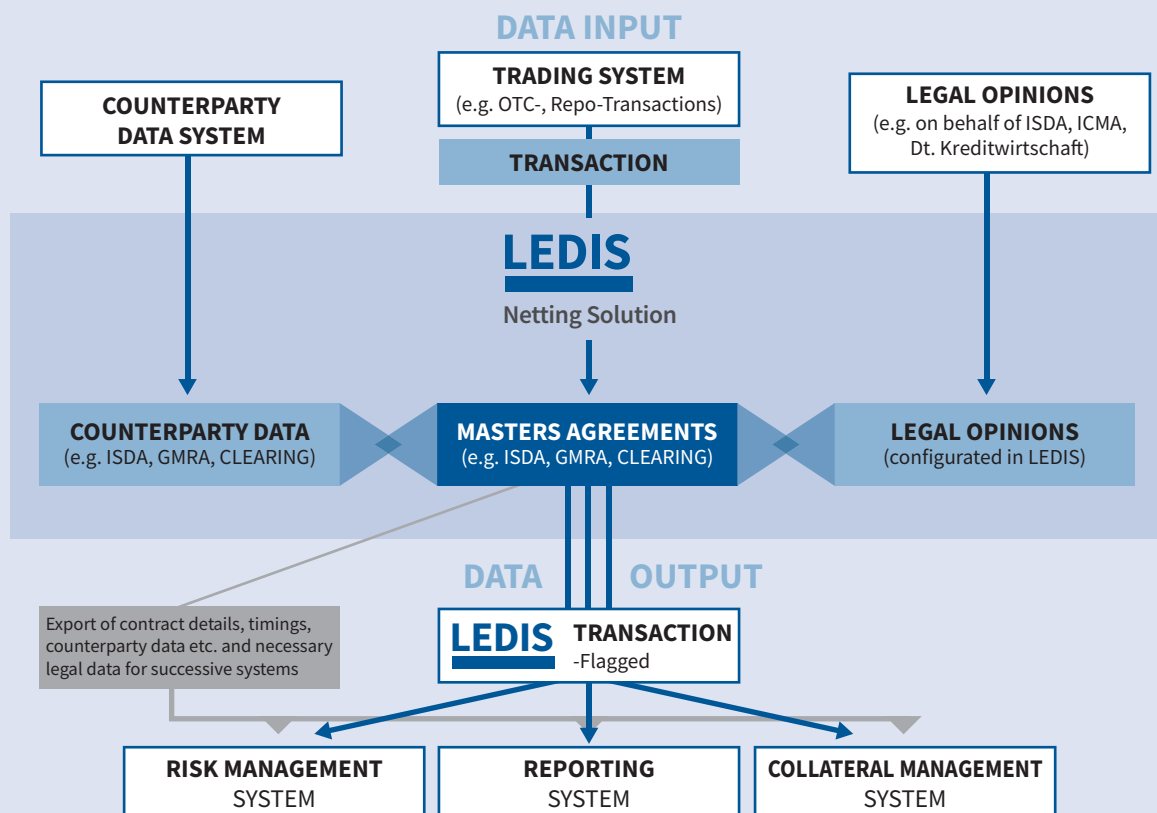 DATA INPUT
COUNTERPARTY
DATA SYSTEM
TRADING SYSTEM
(e.g. OTC-, Repo-Transactions)
TRANSACTION
LEGAL OPINIONS
(e.g. on behalf of ISDA, ICMA,
Dt. Kreditwirtschaft)
LEDIS
Netting Solution
COUNTERPARTY DATA
(e.g. ISDA, GMRA, CLEARING)
MASTERS AGREEMENTS
(e.g. ISDA, GMRA, CLEARING)
LEGAL OPINIONS
(configurated in LEDIS)
DATA OUTPUT
Export of contract details, timings,
counterparty data etc. and necessary
legal data for successive systems
LEDIS TRANSACTION
-Flagged
RISK MANAGEMENT
SYSTEM
REPORTING
SYSTEM
COLLATERAL MANAGEMENT
SYSTEM